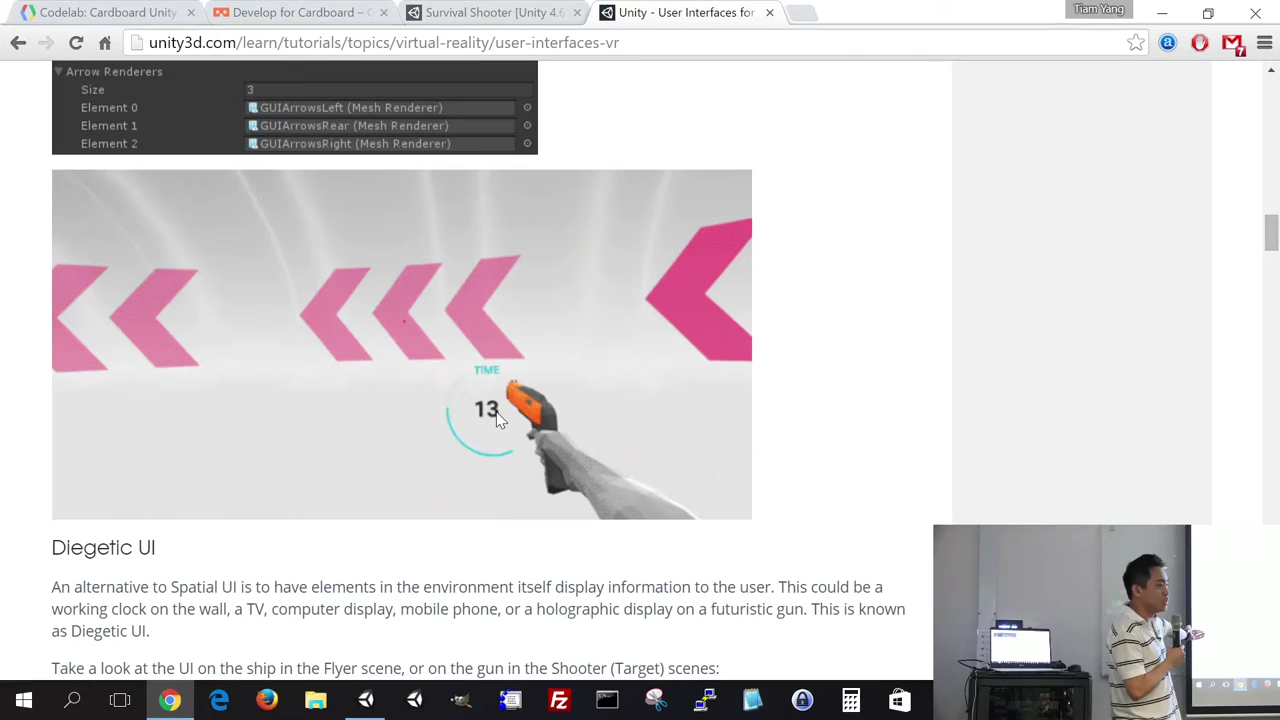 Codelab: Cardboard Unity
Develop for Cardboard – G
Survival Shooter [Unity 4.6
Unity - User Interfaces for
Tiam Yang
unity3d.com/learn/tutorials/topics/virtual-reality/user-interfaces-vr
7
Arrow Renderers
Size 3
Element 0 GUIArrowsLeft (Mesh Renderer)
Element 1 GUIArrowsRear (Mesh Renderer)
Element 2 GUIArrowsRight (Mesh Renderer)
TIME
13
Diegetic UI
An alternative to Spatial UI is to have elements in the environment itself display information to the user. This could be a
working clock on the wall, a TV, computer display, mobile phone, or a holographic display on a futuristic gun. This is known
as Diegetic UI.
Take a look at the UI on the ship in the Flyer scene, or on the gun in the Shooter (Target) scenes: